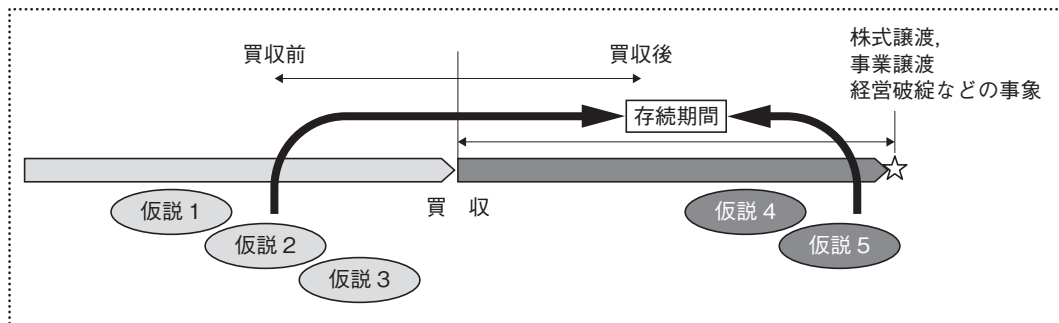 買収前
買収後
株式譲渡,
事業譲渡
経営破綻などの事象
存続期間
買 収
仮説1
仮説2
仮説3
仮説4
仮説5